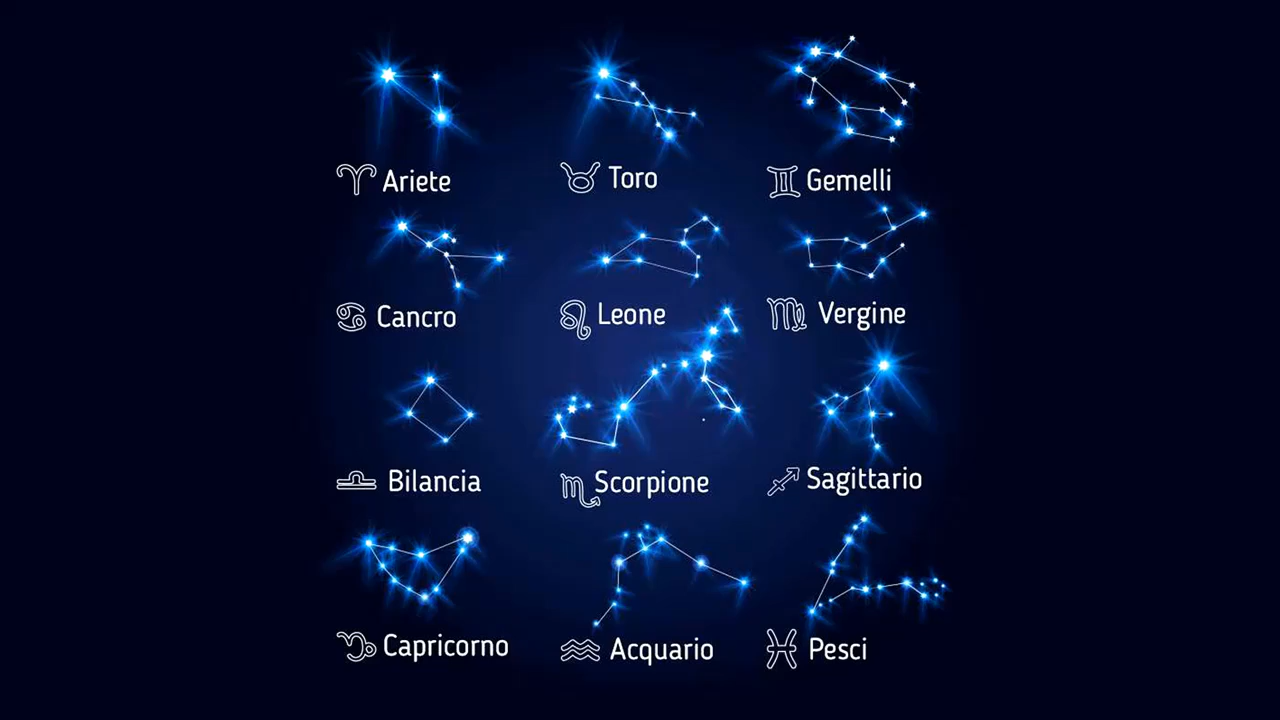 Ariete
Toro
Gemelli
Cancro
Leone
Vergine
Bilancia
Scorpione
Sagittario
Capricorno
Acquario
Pesci